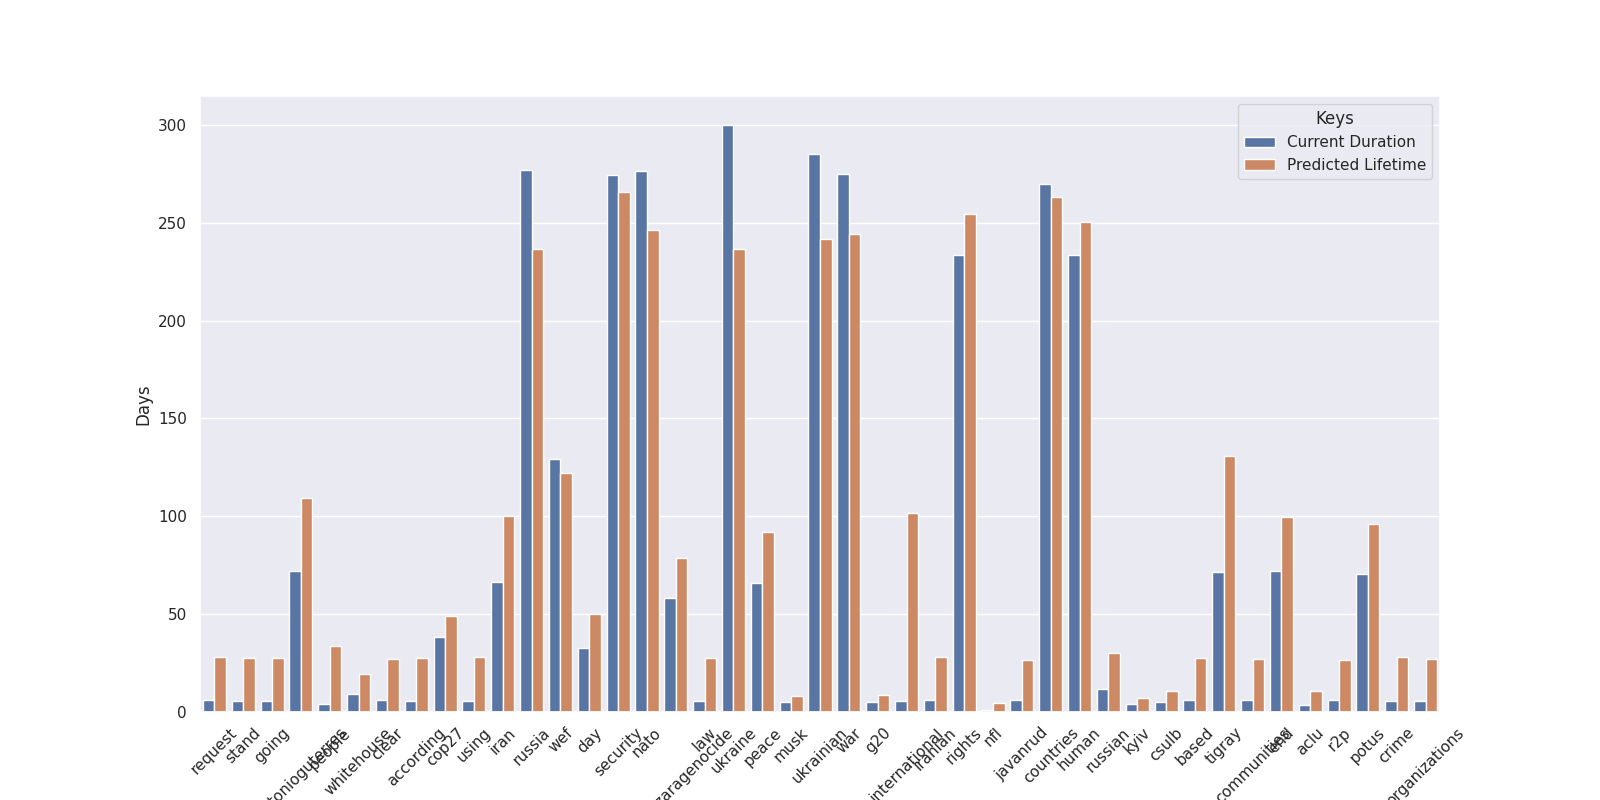 Keys
Current Duration
Predicted Lifetime
300
250
200
150
100
50
0
Days
request
stand
going
people
whitehouse
clear
according
cop27
using
iran
russia
wef
day
security
nato
law
ukraine
peace
musk
ukrainian
war
g20
international
iranian
rights
nfl
javanrud
countries
human
russian
kyiv
csulb
based
tigray
communities
end
aclu
r2p
potus
crime
organizations